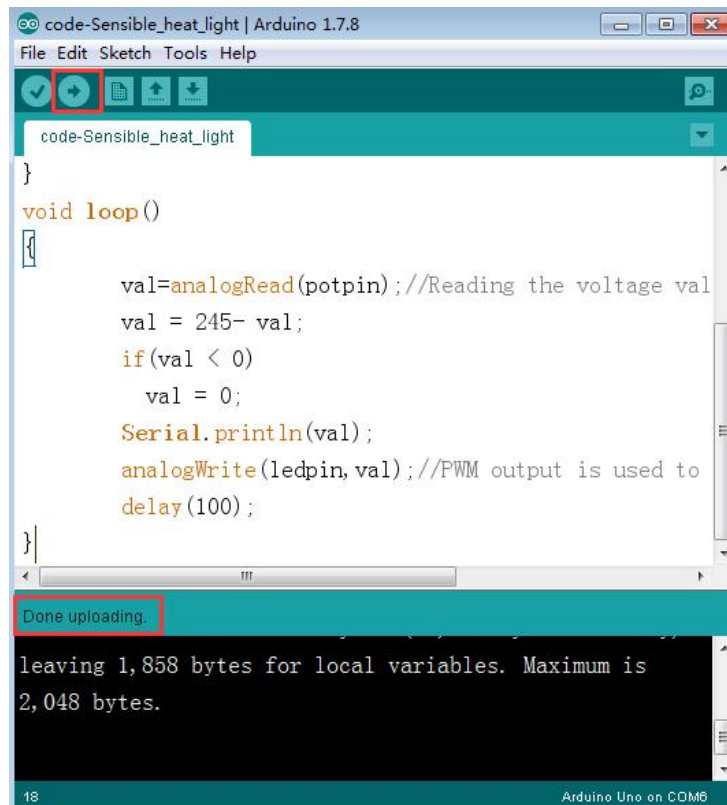 code-Sensible_heat_light | Arduino 1.7.8
File Edit Sketch Tools Help
code-Sensible_heat_light
}
void loop()
{
val=analogRead(potpin);//Reading the voltage val
val = 245- val;
if(val < 0)
val = 0;
Serial.println(val);
analogWrite(ledpin,val);//PWM output is used to
delay(100);
}
Done uploading.
leaving 1,858 bytes for local variables. Maximum is
2,048 bytes.
18 Arduino Uno on COM6